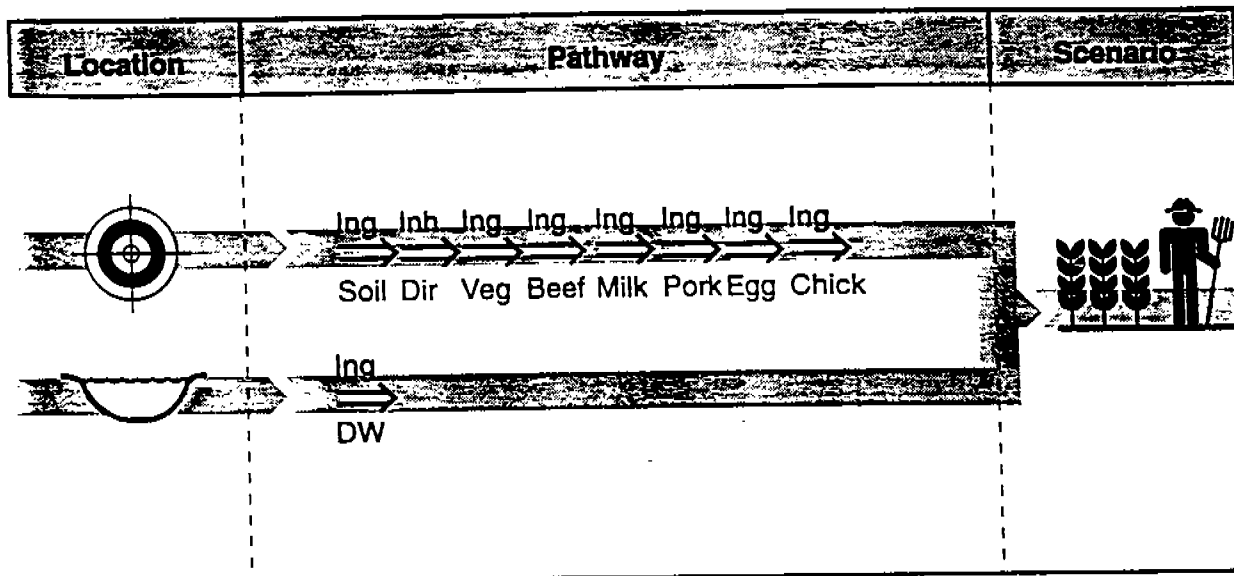 Location Pathway Scenario
Ing Inh Ing Ing Ing Ing Ing Ing
Soil Dir Veg Beef Milk Pork Egg Chick
Ing
DW